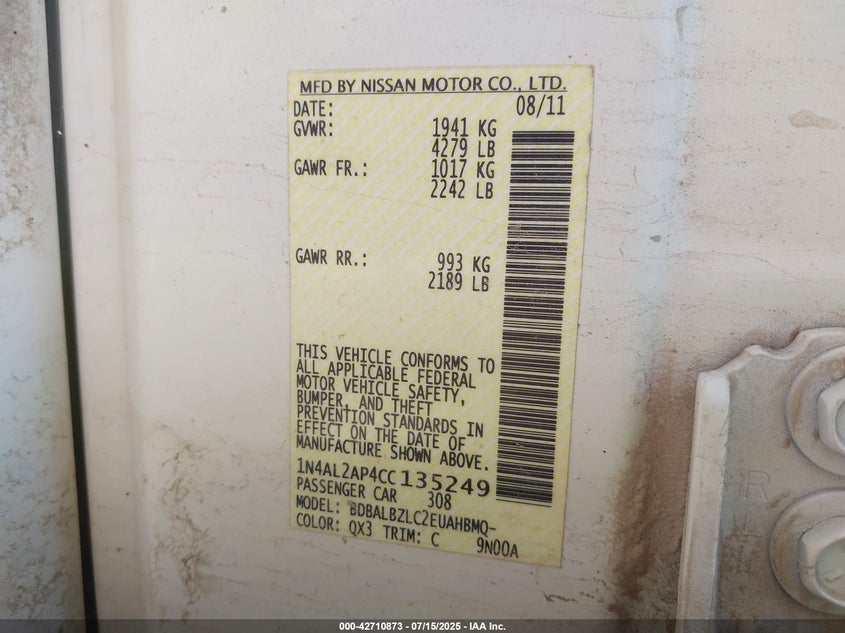 MFD BY NISSAN MOTOR CO., LTD.
DATE: 08/11
GVWR: 1941 KG
4279 LB
GAWR FR.: 1017 KG
2242 LB
GAWR RR.: 993 KG
2189 LB
THIS VEHICLE CONFORMS TO
ALL APPLICABLE FEDERAL
MOTOR VEHICLE SAFETY,
BUMPER, AND THEFT
PREVENTION STANDARDS IN
EFFECT ON THE DATE OF
MANUFACTURE SHOWN ABOVE.
1N4AL2AP4CC135249
PASSENGER CAR 308
MODEL: BDBALBZLC2EUAHBMQ-
COLOR: QX3 TRIM: C 9N00A
000-42710873 - 07/15/2025 - IAA Inc.